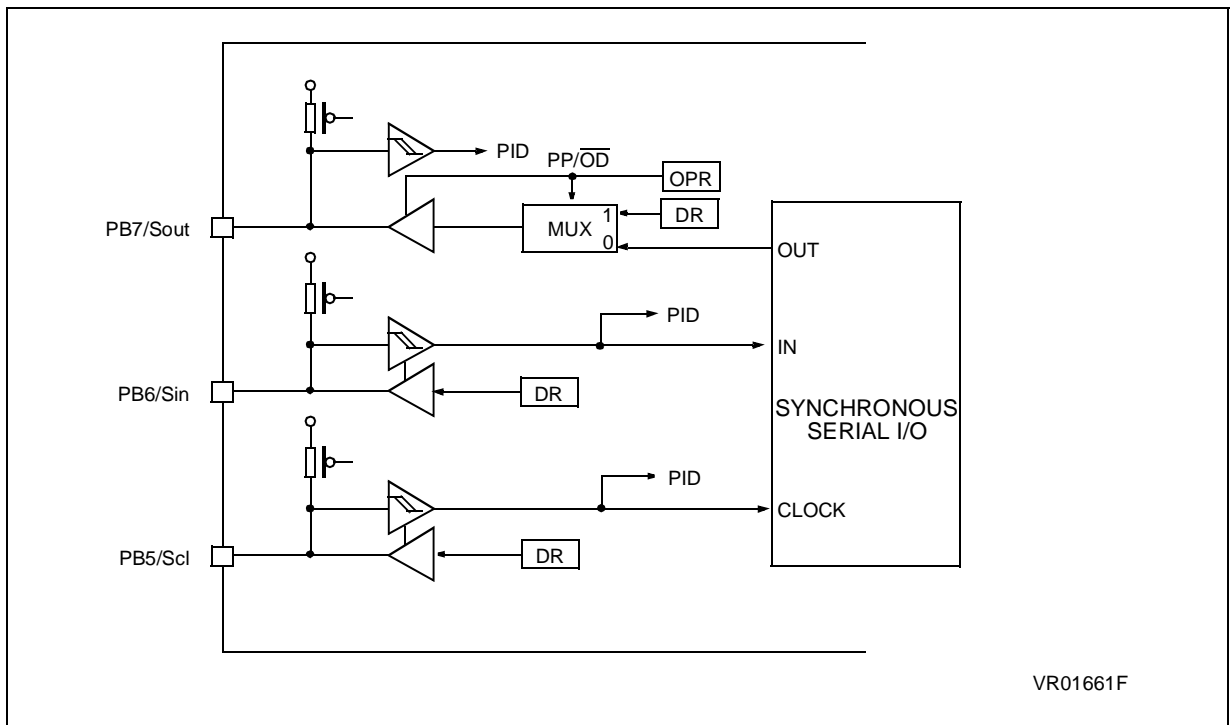 PID
PP/O̅D̅
OPR
PB7/Sout
MUX
1
0
DR
OUT
PID
IN
PB6/Sin
DR
SYNCHRONOUS
SERIAL I/O
PID
CLOCK
PB5/Scl
DR
VR01661F